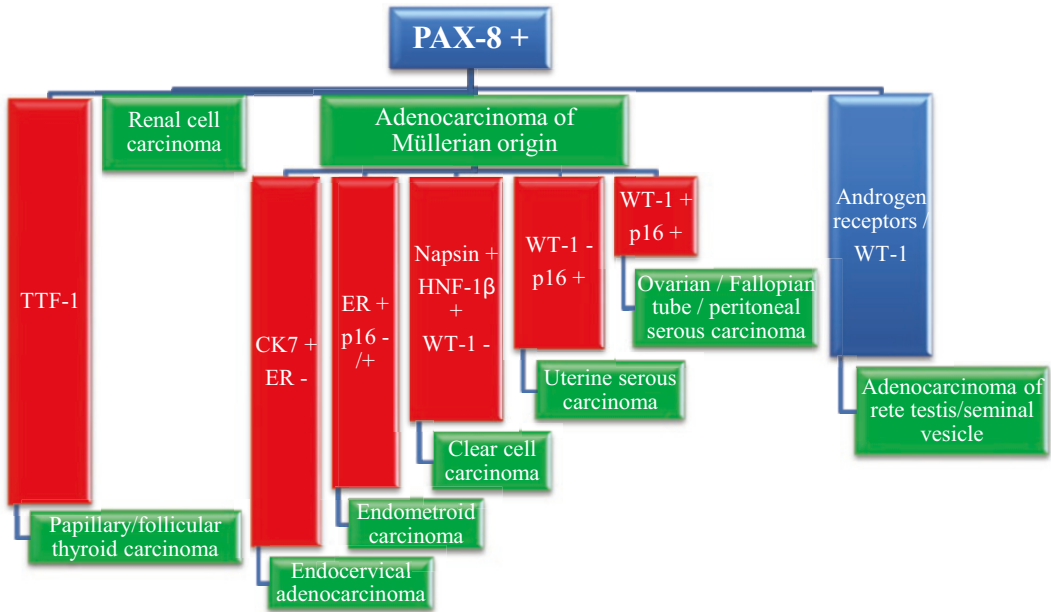 PAX-8 +
TTF-1
Papillary/follicular
thyroid carcinoma
Renal cell
carcinoma
Adenocarcinoma of
Müllerian origin
CK7 +
ER -
Endocervical
adenocarcinoma
ER +
p16 -
/+
Endometroid
carcinoma
Napsin +
HNF-1β
+
WT-1 -
Clear cell
carcinoma
WT-1 -
p16 +
Uterine serous
carcinoma
WT-1 +
p16 +
Ovarian / Fallopian
tube / peritoneal
serous carcinoma
Androgen
receptors /
WT-1
Adenocarcinoma of
rete testis/seminal
vesicle